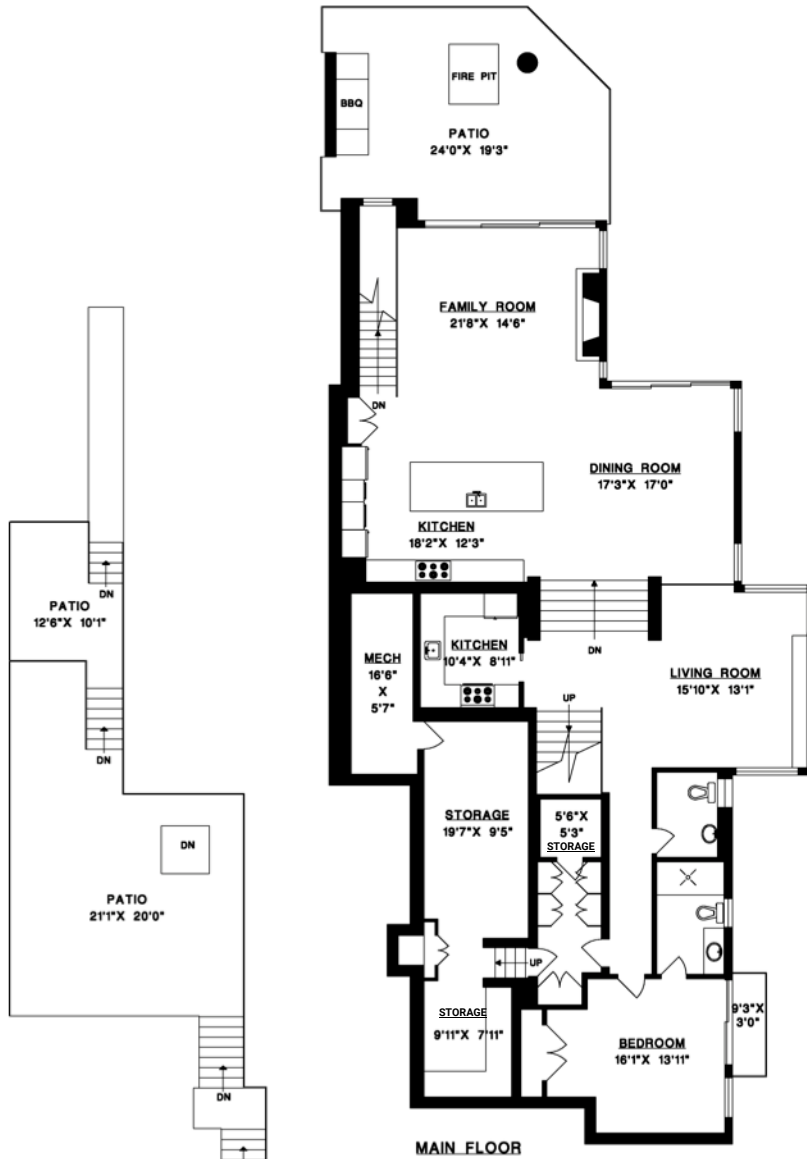 FIRE PIT
BBQ
PATIO
24'0"X 19'3"
FAMILY ROOM
21'8"X 14'6"
DN
DINING ROOM
17'3"X 17'0"
KITCHEN
18'2"X 12'3"
DN
PATIO
12'6"X 10'1"
KITCHEN
10'4"X 8'11"
MECH
16'6"
X
5'7"
DN
LIVING ROOM
15'10"X 13'1"
UP
DN
STORAGE
19'7"X 9'5"
5'6"X
5'3"
STORAGE
DN
PATIO
21'1"X 20'0"
UP
STORAGE
9'11"X 7'11"
9'3"X
3'0"
BEDROOM
16'1"X 13'11"
DN
MAIN FLOOR